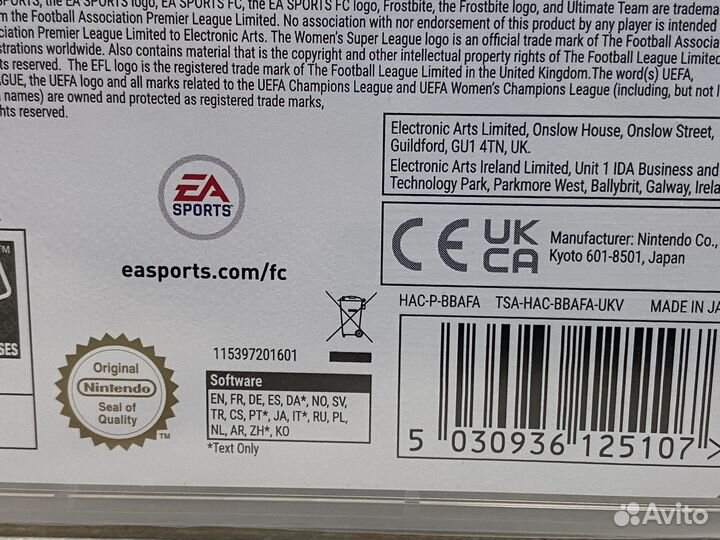 SPORTS, the EA SPORTS logo, EA SPORTS FC, the EA SPORTS FC logo, Frostbite, the Frostbite logo, and Ultimate Team are tradema
m the Football Association Premier League Limited. No association with nor endorsement of this product by any player is intended
ciation Premier League Limited to Electronic Arts. The Women's Super League logo is an official trade mark of The Football Associa
strations worldwide. Also contains material that is the copyright and other intellectual property rights of The Football League Limited
ts reserved. The EFL logo is the registered trade mark of The Football League Limited in the United Kingdom.The word(s) UEFA,
AGUE, the UEFA logo and all marks related to the UEFA Champions League and UEFA Women's Champions League (including, but not l
names) are owned and protected as registered trade marks,
hts reserved.
Electronic Arts Limited, Onslow House, Onslow Street,
Guildford, GU1 4TN, UK.
Electronic Arts Ireland Limited, Unit 1 IDA Business and
Technology Park, Parkmore West, Ballybrit, Galway, Irela
EA
SPORTS
easports.com/fc
CE
UK
CA
Manufacturer: Nintendo Co.,
Kyoto 601-8501, Japan
HAC-P-BBAFA TSA-HAC-BBAFA-UKV MADE IN JA
TM
SES
115397201601
Original
Nintendo
Seal of
Quality
TM
Software
EN, FR, DE, ES, DA*, NO, SV,
TR, CS, PT*, JA, IT*, RU, PL,
NL, AR, ZH*, KO
*Text Only
5 030936 125107 >
Avito